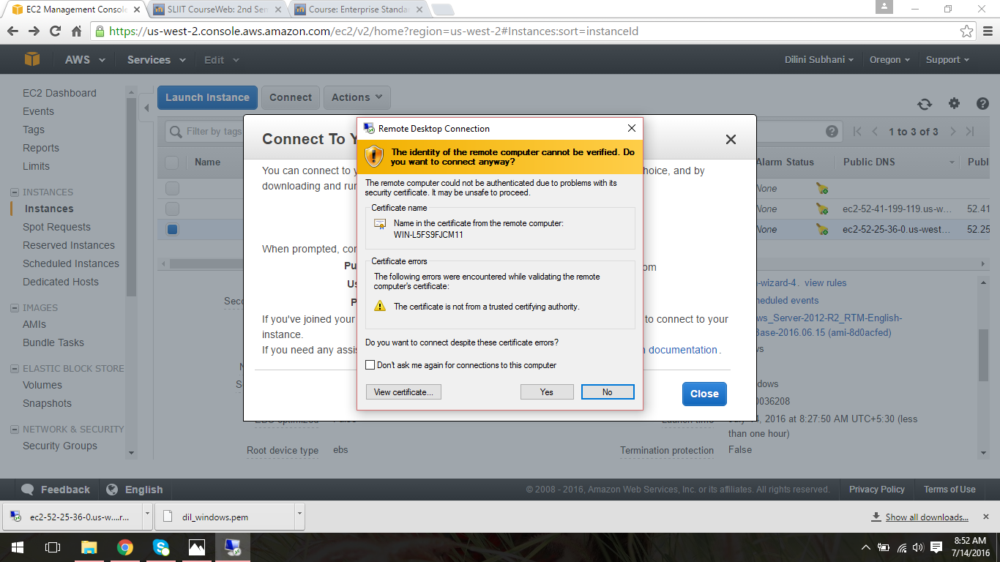 EC2 Management Console
SLIIT CourseWeb: 2nd Sem
Course: Enterprise Standa
https://us-west-2.console.aws.amazon.com/ec2/v2/home?region=us-west-2#Instances:sort=instanceId
AWS
Services
Edit
Dilini Subhani
Oregon
Support
EC2 Dashboard
Events
Tags
Reports
Limits
INSTANCES
Instances
Spot Requests
Reserved Instances
Scheduled Instances
Dedicated Hosts
IMAGES
AMIs
Bundle Tasks
ELASTIC BLOCK STORE
Volumes
Snapshots
NETWORK & SECURITY
Security Groups
Launch Instance
Connect
Actions
Filter by tags
1 to 3 of 3
Name
Alarm Status
Public DNS
Publ
None
None
ec2-52-41-199-119.us-w...
52.41
None
ec2-52-25-36-0.us-west...
52.25
Connect To Y
You can connect to y
hoice, and by
downloading and run
When prompted, con
Pu
om
Us
P
If you've joined your
to connect to your
instance.
If you need any assis
n documentation.
Close
Remote Desktop Connection
The identity of the remote computer cannot be verified. Do
you want to connect anyway?
The remote computer could not be authenticated due to problems with its
security certificate. It may be unsafe to proceed.
Certificate name
Name in the certificate from the remote computer:
WIN-L5FS9FJCM11
Certificate errors
The following errors were encountered while validating the remote
computer's certificate:
The certificate is not from a trusted certifying authority.
Do you want to connect despite these certificate errors?
Don't ask me again for connections to this computer
View certificate...
Yes
No
Seco
-wizard-4. view rules
heduled events
ws_Server-2012-R2_RTM-English-
Base-2016.06.15 (ami-8d0acfed)
ws
dows
0036208
EBS-optimized
False
Launch time
July 14, 2016 at 8:27:50 AM UTC+5:30 (less
than one hour)
Root device type
ebs
Termination protection
False
Feedback
English
© 2008 - 2016, Amazon Web Services, Inc. or its affiliates. All rights reserved.
Privacy Policy
Terms of Use
ec2-52-25-36-0.us-w....r...
dil_windows.pem
Show all downloads...
8:52 AM
7/14/2016